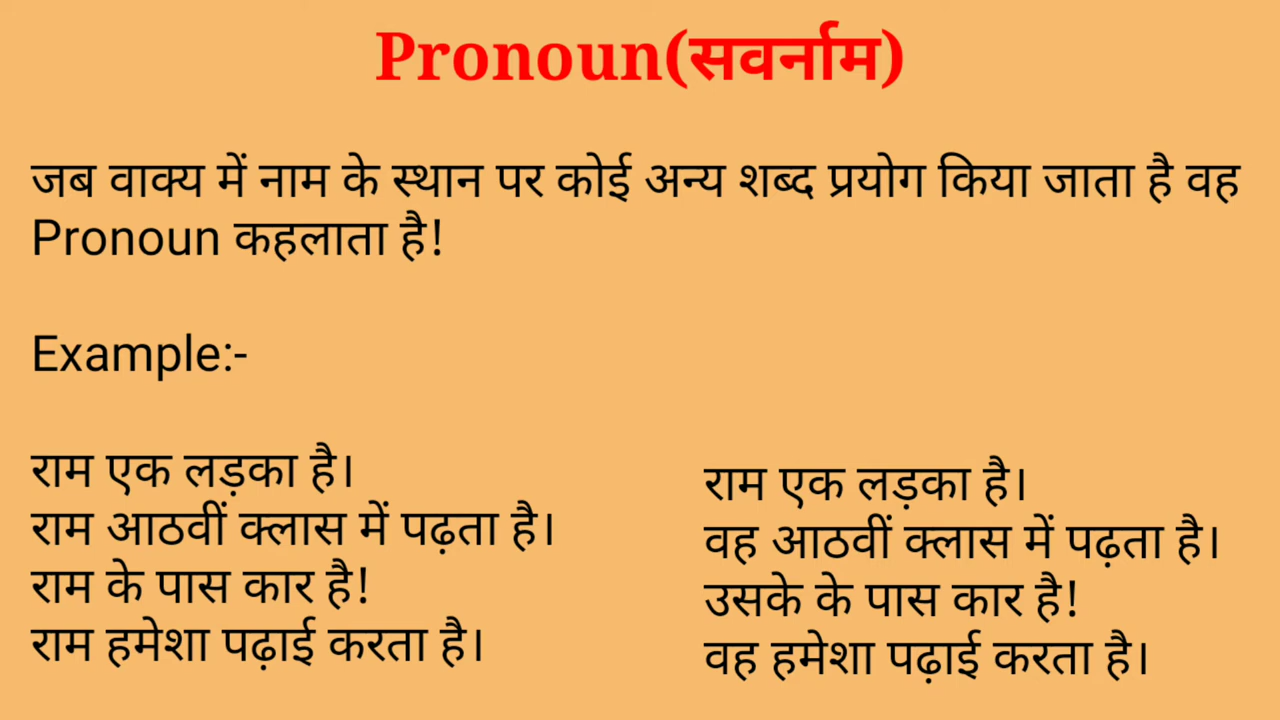 Pronoun(सवर्नाम)
जब वाक्य में नाम के स्थान पर कोई अन्य शब्द प्रयोग किया जाता है वह
Pronoun कहलाता है!
Example:-
राम एक लड़का है।
राम आठवीं क्लास में पढ़ता है।
राम के पास कार है!
राम हमेशा पढ़ाई करता है।
राम एक लड़का है।
वह आठवीं क्लास में पढ़ता है।
उसके के पास कार है!
वह हमेशा पढ़ाई करता है।